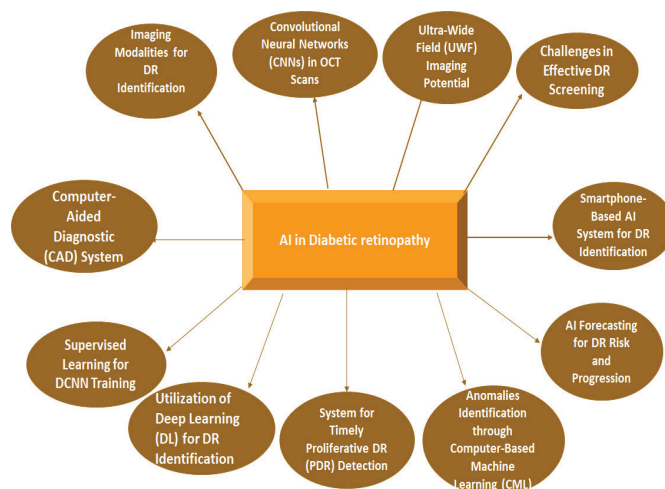 Imaging Modalities for
DR Identification
Convolutional
Neural Networks
(CNNs) in OCT
Scans
Ultra-Wide
Field (UWF)
Imaging
Potential
Challenges in
Effective DR
Screening
Computer-
Aided
Diagnostic
(CAD) System
AI in Diabetic retinopathy
Smartphone-
Based AI
System for DR
Identification
Supervised
Learning for
DCNN Training
Utilization of
Deep Learning
(DL) for DR
Identification
System for
Timely
Proliferative DR
(PDR) Detection
Anomalies
Identification through
Computer-Based
Machine
Learning (CML)
AI Forecasting
for DR Risk
and
Progression